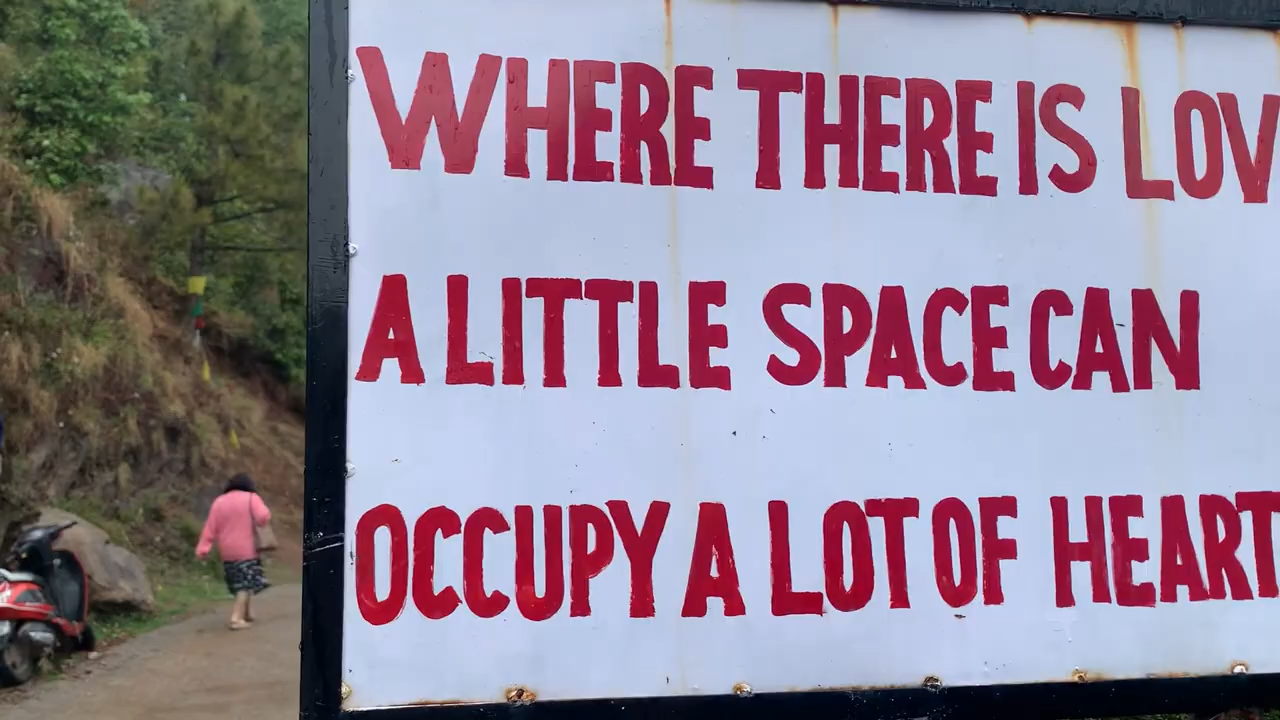 WHERE THERE IS LOV
A LITTLE SPACE CAN
OCCUPY A LOT OF HEART